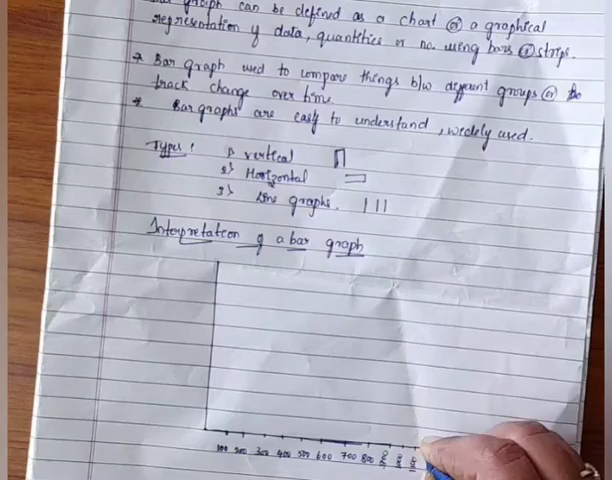 graph can be defined as a chart or a graphical
representation of data, quantities or no. using bars or strips.
* Bar graph used to compare things b/w different groups or to
track change over time.
* Bar graphs are easy to understand, widely used.
Types: 1) vertical
2) Horizontal
3) Line graphs.
Interpretation of a bar graph
100 200 300 400 500 600 700 800